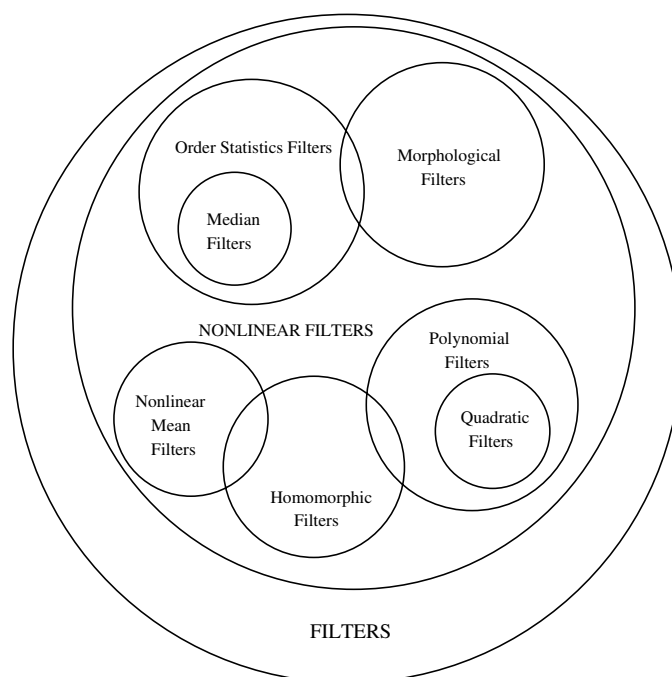 Order Statistics Filters
Morphological
Filters
Median
Filters
NONLINEAR FILTERS
Polynomial
Filters
Nonlinear
Mean
Filters
Quadratic
Filters
Homomorphic
Filters
FILTERS